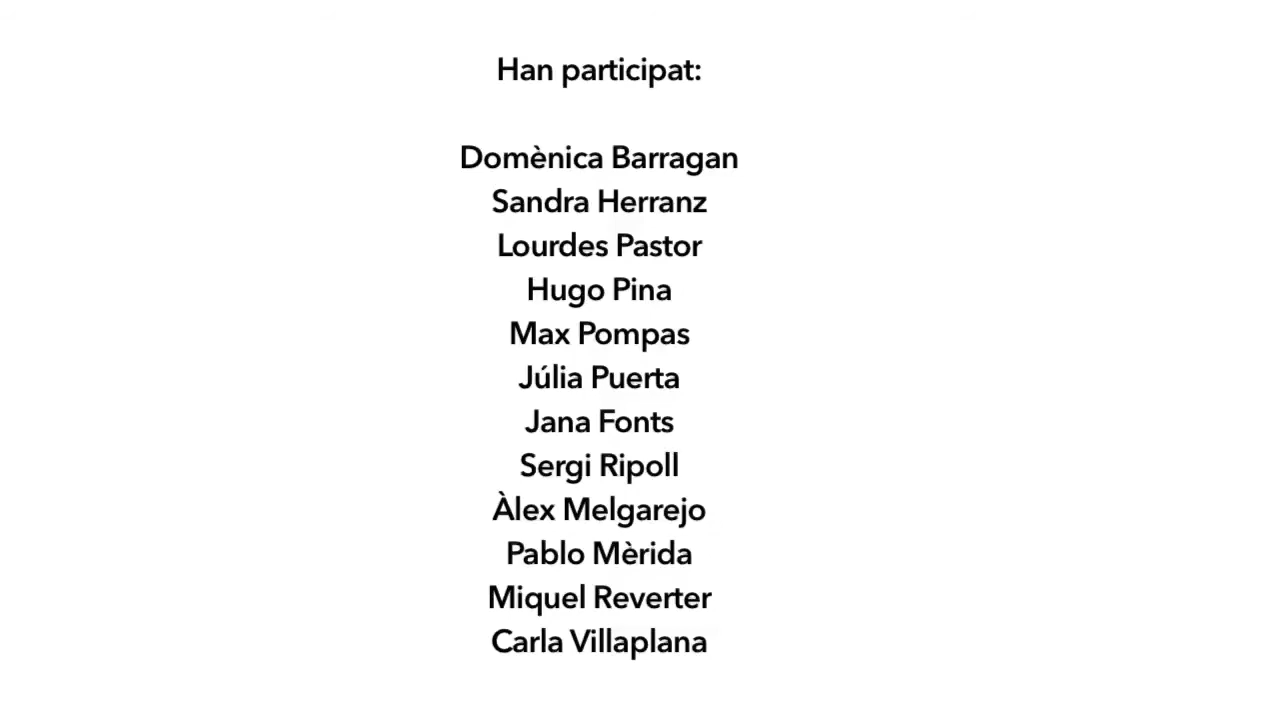 Han participat:
Domènica Barragan
Sandra Herranz
Lourdes Pastor
Hugo Pina
Max Pompas
Júlia Puerta
Jana Fonts
Sergi Ripoll
Àlex Melgarejo
Pablo Mèrida
Miquel Reverter
Carla Villaplana